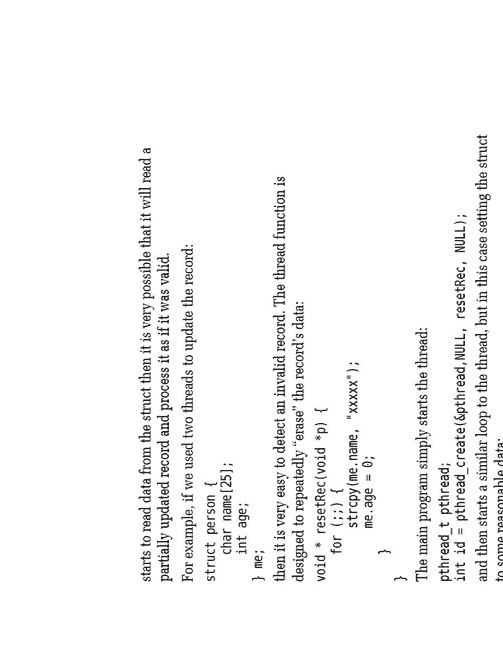 starts to read data from the struct then it is very possible that it will read a
partially updated record and process it as if it was valid.
For example, if we used two threads to update the record:
struct person {
char name[25];
int age;
} me;
then it is very easy to detect an invalid record. The thread function is
designed to repeatedly “erase” the record's data:
void * resetRec(void *p) {
for (;;) {
strcpy(me.name, "xxxxx");
me.age = 0;
}
}
The main program simply starts the thread:
pthread_t pthread;
int id = pthread_create(&pthread,NULL, resetRec, NULL);
and then starts a similar loop to the thread, but in this case setting the struct
to some reasonable data: